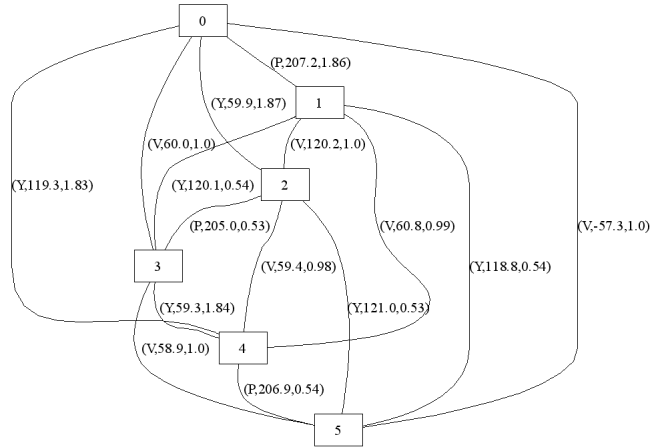 0
(P,207.2,1.86)
1
(Y,59.9,1.87)
(V,60.0,1.0)
(V,120.2,1.0)
(Y,119.3,1.83)
(Y,120.1,0.54)
2
(P,205.0,0.53)
(V,60.8,0.99)
(V,-57.3,1.0)
3
(V,59.4,0.98)
(Y,118.8,0.54)
(Y,59.3,1.84)
(Y,121.0,0.53)
(V,58.9,1.0)
4
(P,206.9,0.54)
5